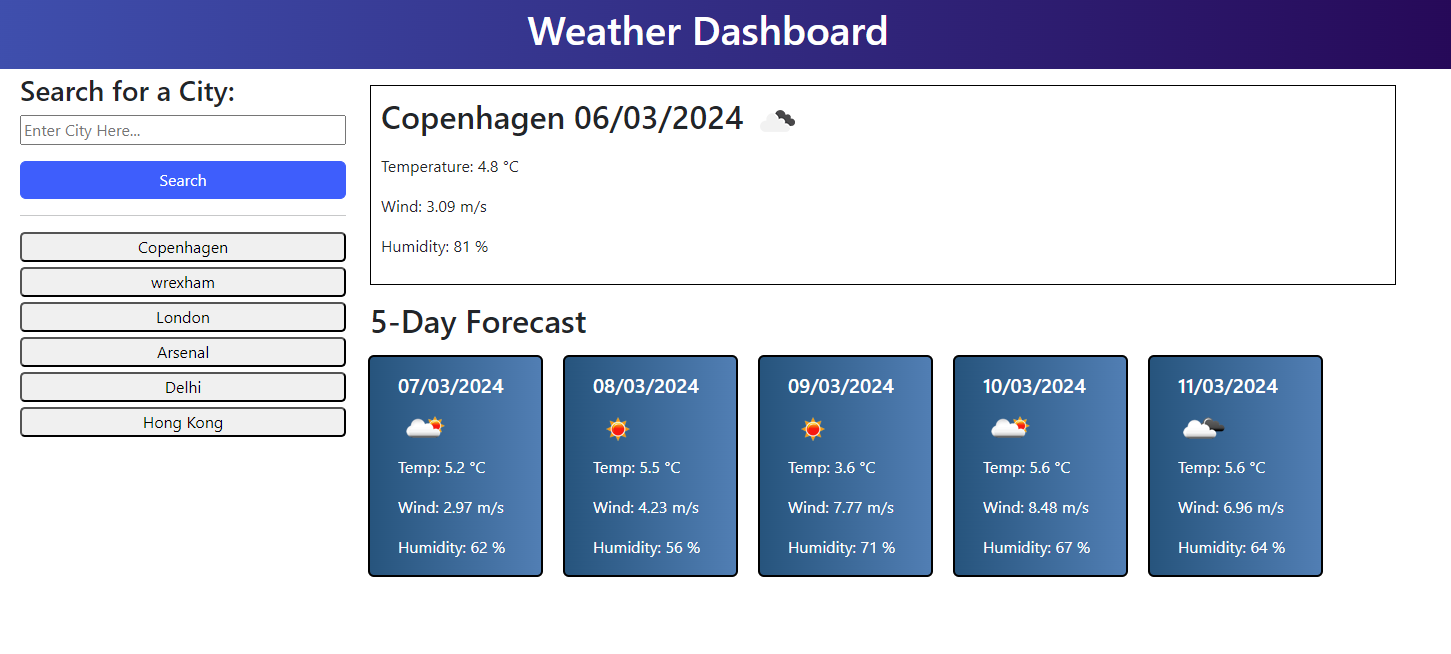 Weather Dashboard
Search for a City:
Enter City Here...
Search
Copenhagen
wrexham
London
Arsenal
Delhi
Hong Kong
Copenhagen 06/03/2024
Temperature: 4.8 °C
Wind: 3.09 m/s
Humidity: 81 %
5-Day Forecast
07/03/2024
Temp: 5.2 °C
Wind: 2.97 m/s
Humidity: 62 %
08/03/2024
Temp: 5.5 °C
Wind: 4.23 m/s
Humidity: 56 %
09/03/2024
Temp: 3.6 °C
Wind: 7.77 m/s
Humidity: 71 %
10/03/2024
Temp: 5.6 °C
Wind: 8.48 m/s
Humidity: 67 %
11/03/2024
Temp: 5.6 °C
Wind: 6.96 m/s
Humidity: 64 %